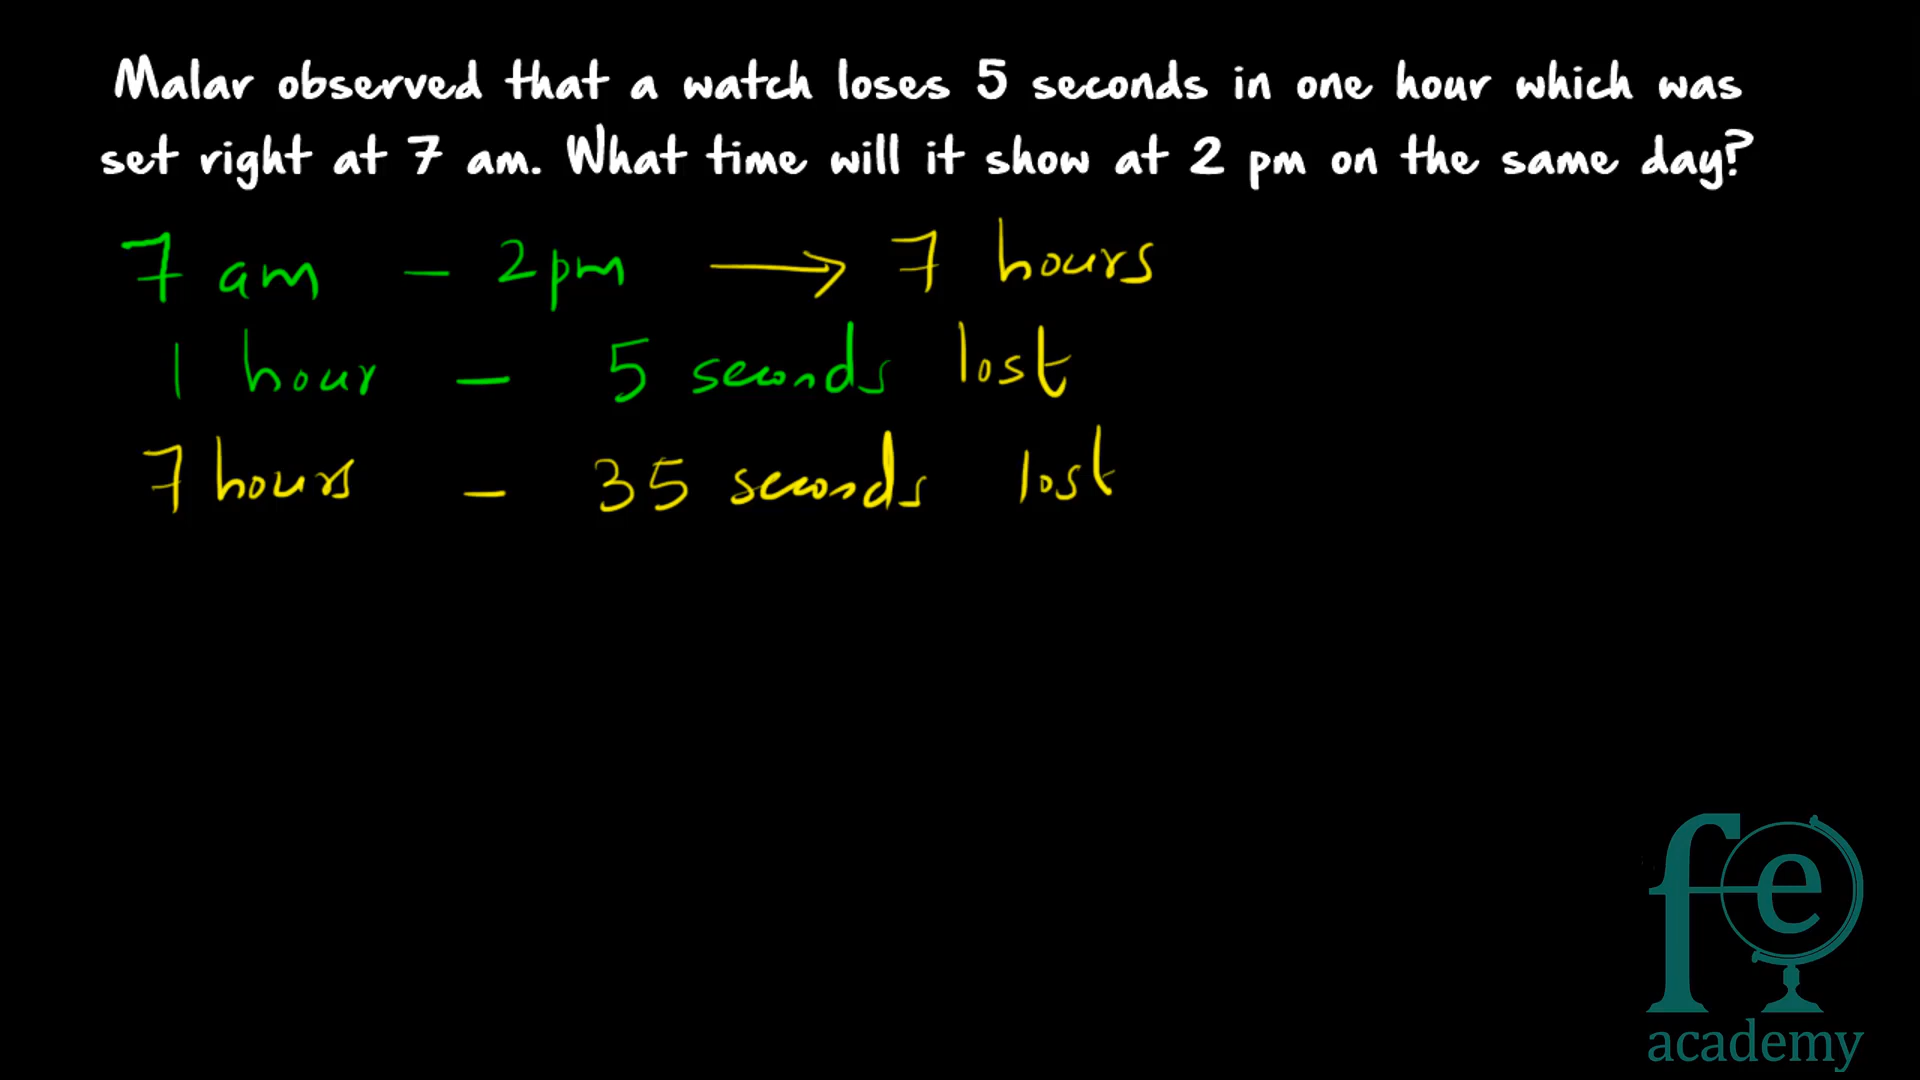 Malar observed that a watch loses 5 seconds in one hour which was
set right at 7 am. What time will it show at 2 pm on the same day?
7 am - 2pm → 7 hours
1 hour - 5 seconds lost
7 hours - 35 seconds lost
fe
academy